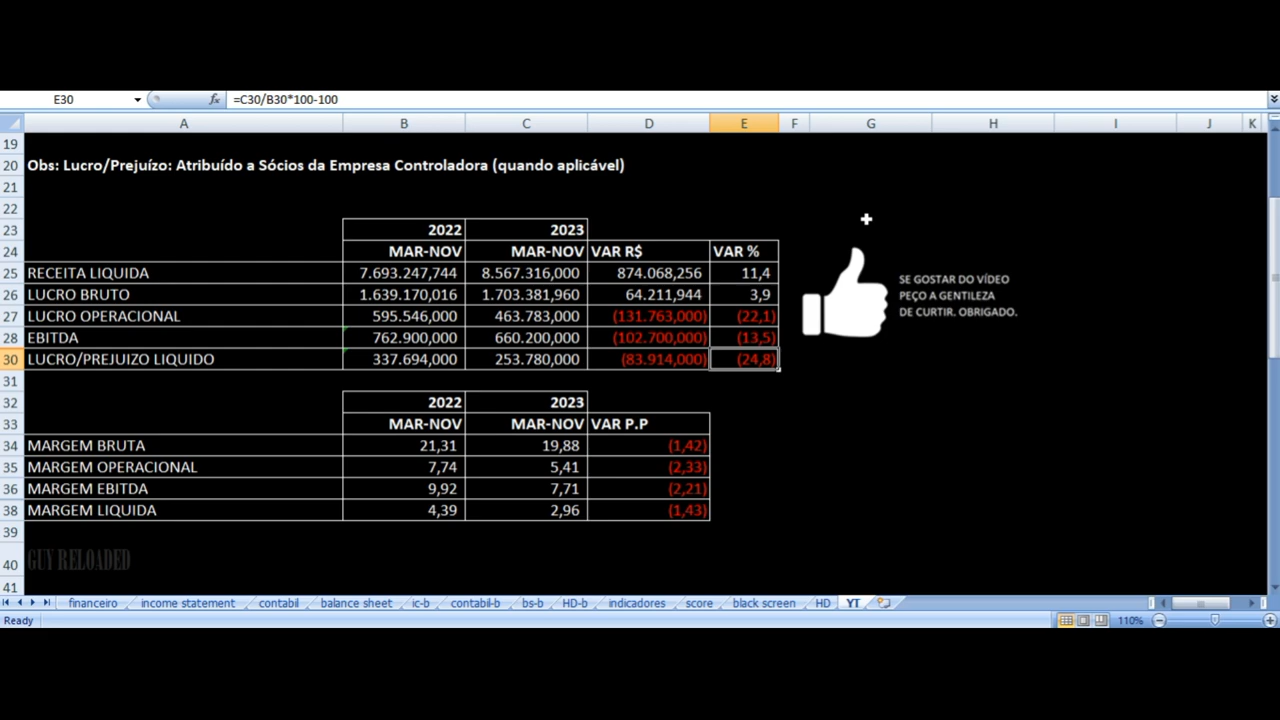 E30 fx =C30/B30*100-100
A B C D E F G H I J K
19
20 Obs: Lucro/Prejuízo: Atribuído a Sócios da Empresa Controladora (quando aplicável)
21
22
23 2022 2023
24 MAR-NOV MAR-NOV VAR R$ VAR %
25 RECEITA LIQUIDA 7.693.247,744 8.567.316,000 874.068,256 11,4
26 LUCRO BRUTO 1.639.170,016 1.703.381,960 64.211,944 3,9
27 LUCRO OPERACIONAL 595.546,000 463.783,000 (131.763,000) (22,1)
28 EBITDA 762.900,000 660.200,000 (102.700,000) (13,5)
30 LUCRO/PREJUIZO LIQUIDO 337.694,000 253.780,000 (83.914,000) (24,8)
SE GOSTAR DO VÍDEO
PEÇO A GENTILEZA
DE CURTIR. OBRIGADO.
31
32 2022 2023
33 MAR-NOV MAR-NOV VAR P.P
34 MARGEM BRUTA 21,31 19,88 (1,42)
35 MARGEM OPERACIONAL 7,74 5,41 (2,33)
36 MARGEM EBITDA 9,92 7,71 (2,21)
38 MARGEM LIQUIDA 4,39 2,96 (1,43)
39
40 GUY RELOADED
41
financeiro income statement contabil balance sheet ic-b contabil-b bs-b HD-b indicadores score black screen HD YT
Ready 110%